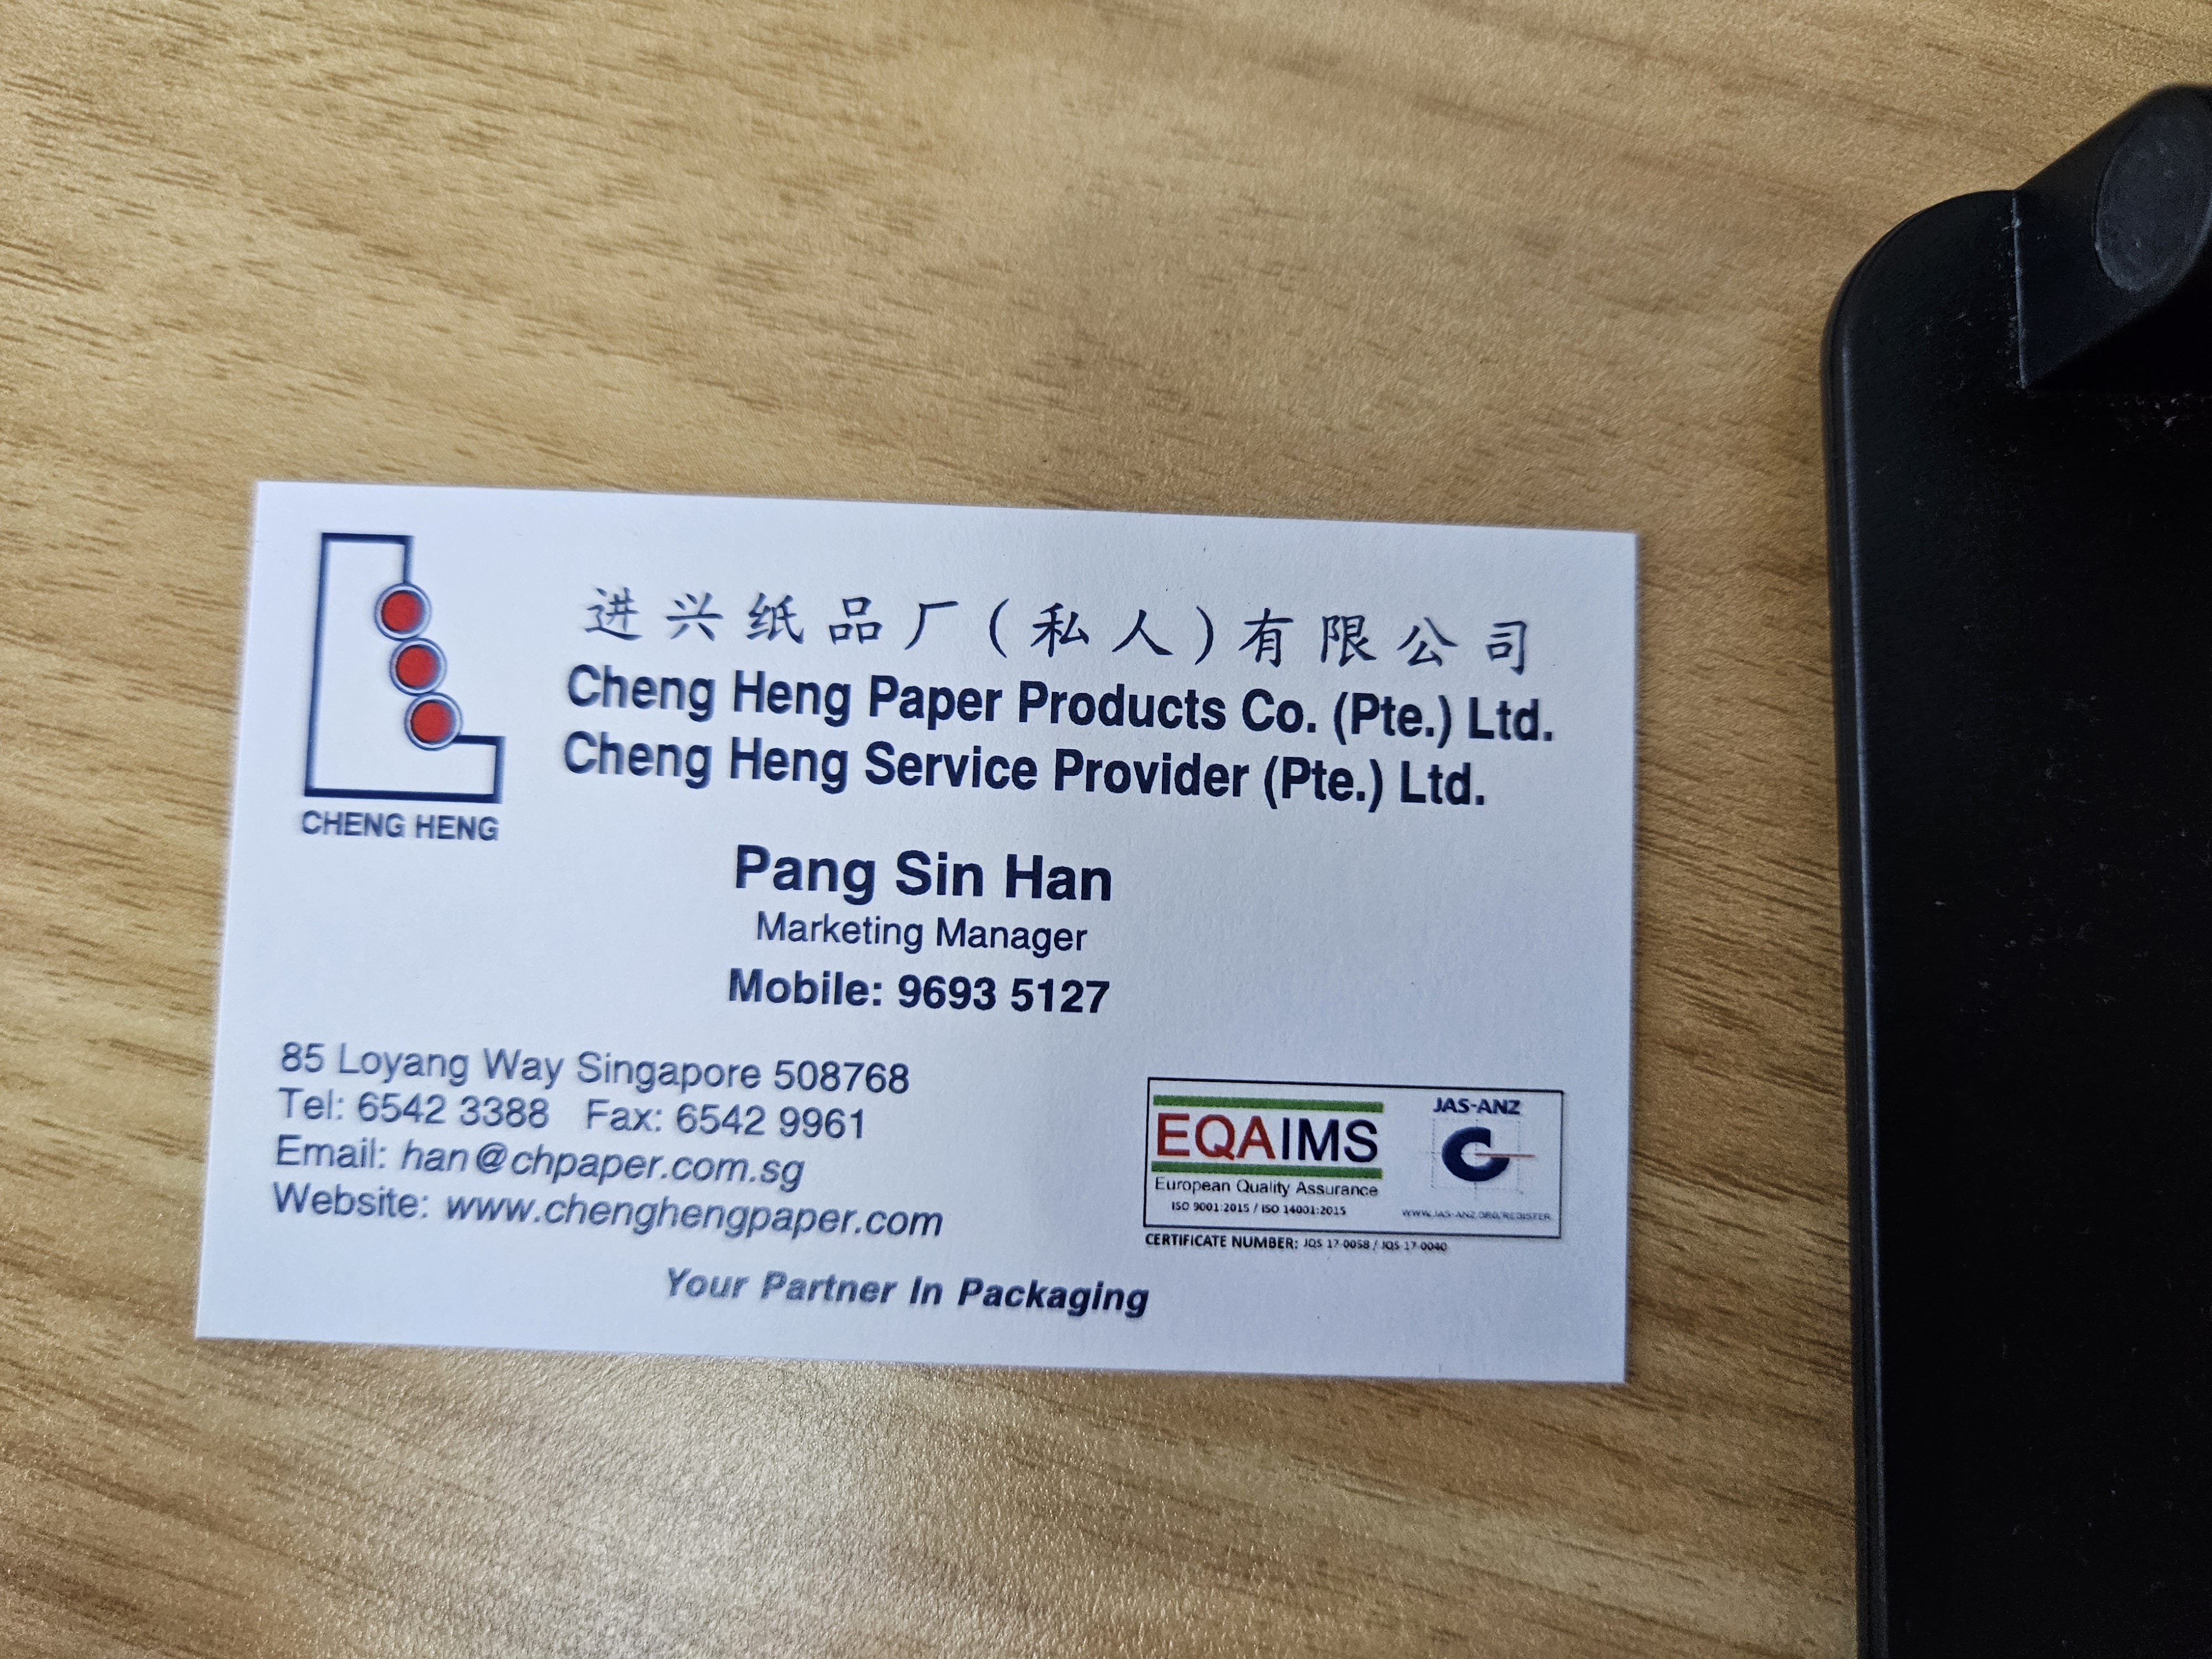 进兴纸品厂(私人)有限公司
Cheng Heng Paper Products Co. (Pte.) Ltd.
Cheng Heng Service Provider (Pte.) Ltd.
CHENG HENG
Pang Sin Han
Marketing Manager
Mobile: 9693 5127
85 Loyang Way Singapore 508768
Tel: 6542 3388 Fax: 6542 9961
Email: han@chpaper.com.sg
Website: www.chenghengpaper.com
EQAIMS
European Quality Assurance
ISO 9001:2015 / ISO 14001:2015
JAS-ANZ
WWW.JAS-ANZ.ORG/REGISTER
CERTIFICATE NUMBER: JQS 17-0058 / JQS 17-0040
Your Partner In Packaging